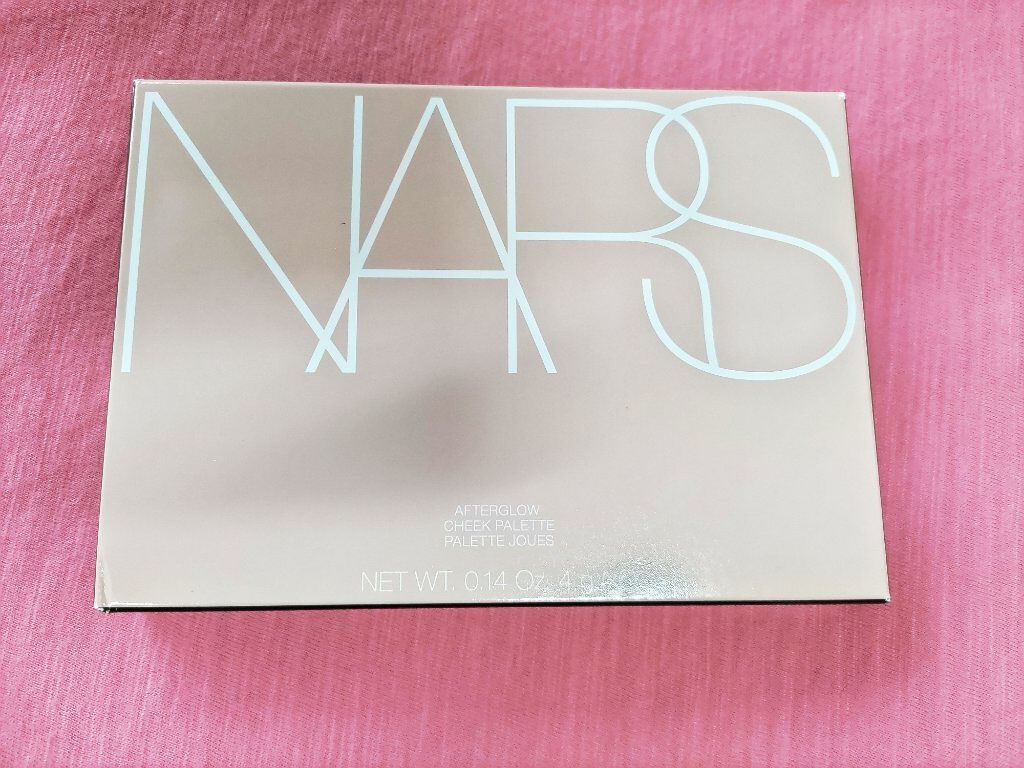 NARS
AFTERGLOW
CHEEK PALETTE
PALETTE JOUES
NET WT. 0.14 Oz. 4 g